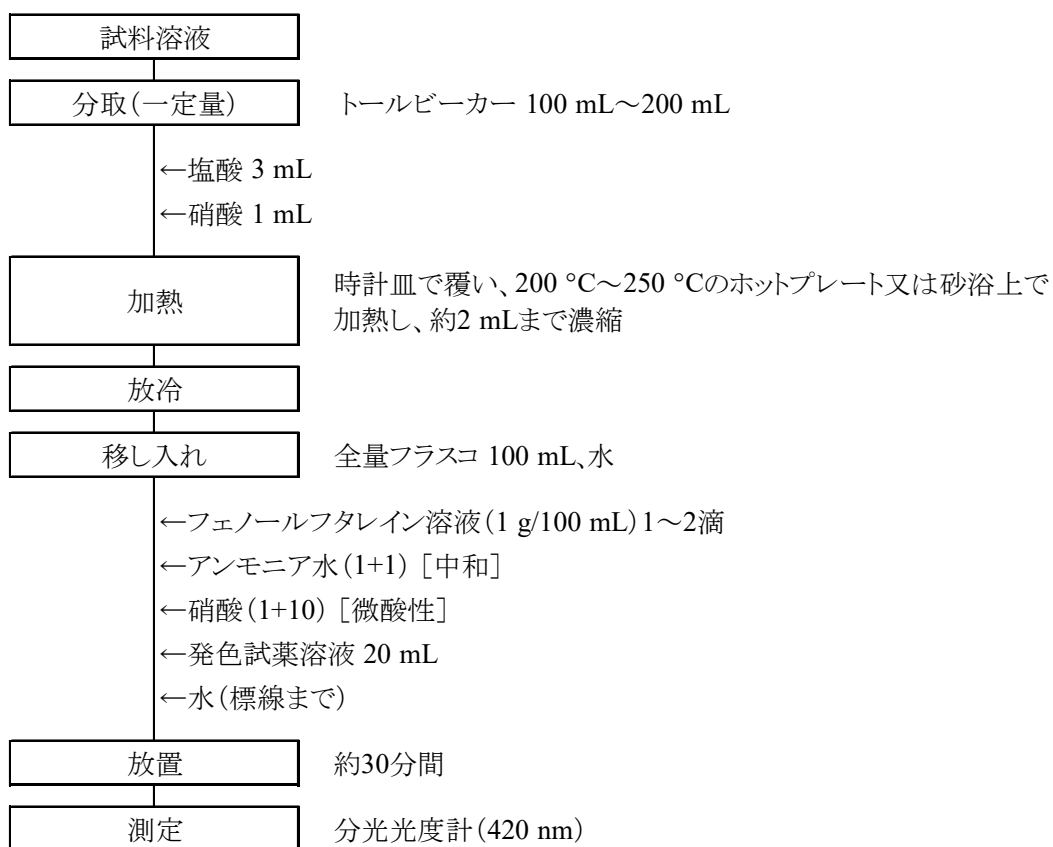 試料溶液
分取(一定量) トールビーカー 100 mL~200 mL
←塩酸 3 mL
←硝酸 1 mL
加熱 時計皿で覆い、200 °C~250 °Cのホットプレート又は砂浴上で
加熱し、約2 mLまで濃縮
放冷
移し入れ 全量フラスコ 100 mL、水
←フェノールフタレイン溶液(1 g/100 mL)1~2滴
←アンモニア水(1+1)[中和]
←硝酸(1+10)[微酸性]
←発色試薬溶液 20 mL
←水(標線まで)
放置 約30分間
測定 分光光度計(420 nm)